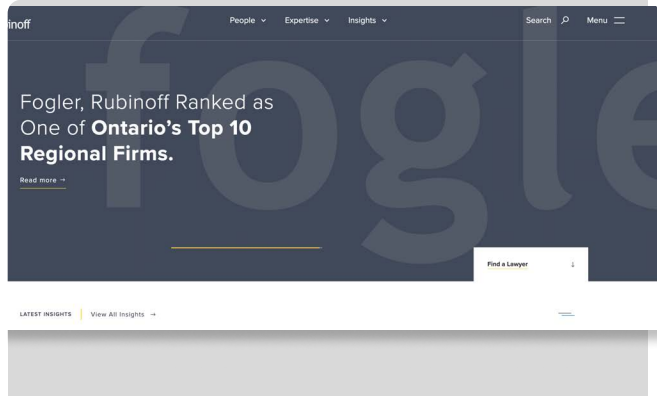 inoff
People Expertise Insights Search Menu
Fogler, Rubinoff Ranked as
One of Ontario's Top 10
Regional Firms.
Read more →
fogle
Find a Lawyer ↓
LATEST INSIGHTS View All Insights →